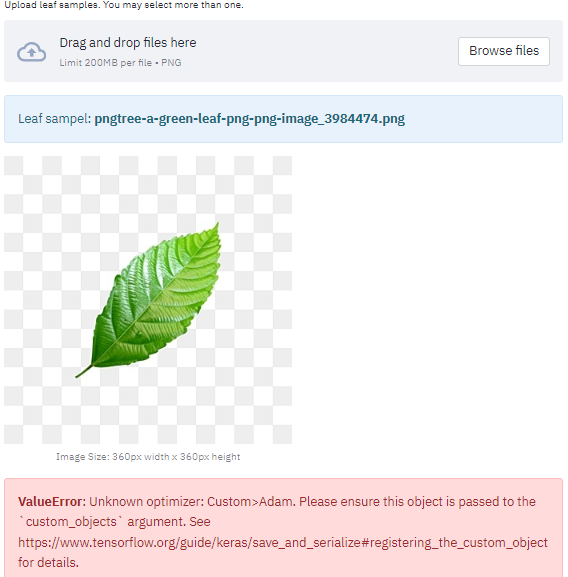 Upload leaf samples. You may select more than one.
Drag and drop files here
Limit 200MB per file • PNG
Browse files
Leaf sampel: pngtree-a-green-leaf-png-png-image_3984474.png
Image Size: 360px width x 360px height
ValueError: Unknown optimizer: Custom>Adam. Please ensure this object is passed to the
`custom_objects` argument. See
https://www.tensorflow.org/guide/keras/save_and_serialize#registering_the_custom_object
for details.